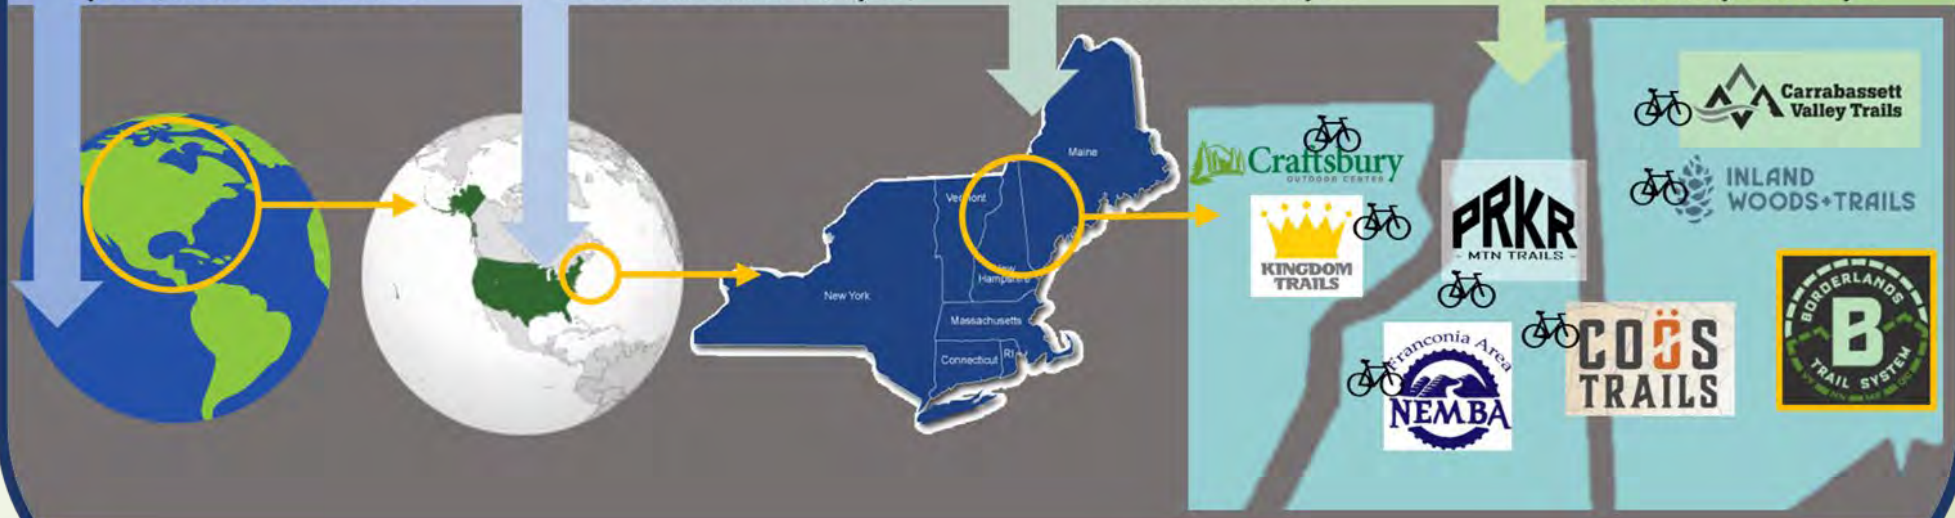 Maine
Vermont
New York
New
Hampshire
Massachusetts
Connecticut
RI
Craftsbury
OUTDOOR CENTER
KINGDOM
TRAILS
PRKR
- MTN TRAILS -
Franconia Area
NEMBA
COÖS
TRAILS
Carrabassett
Valley Trails
INLAND
WOODS+TRAILS
BORDERLANDS
B
TRAIL SYSTEM